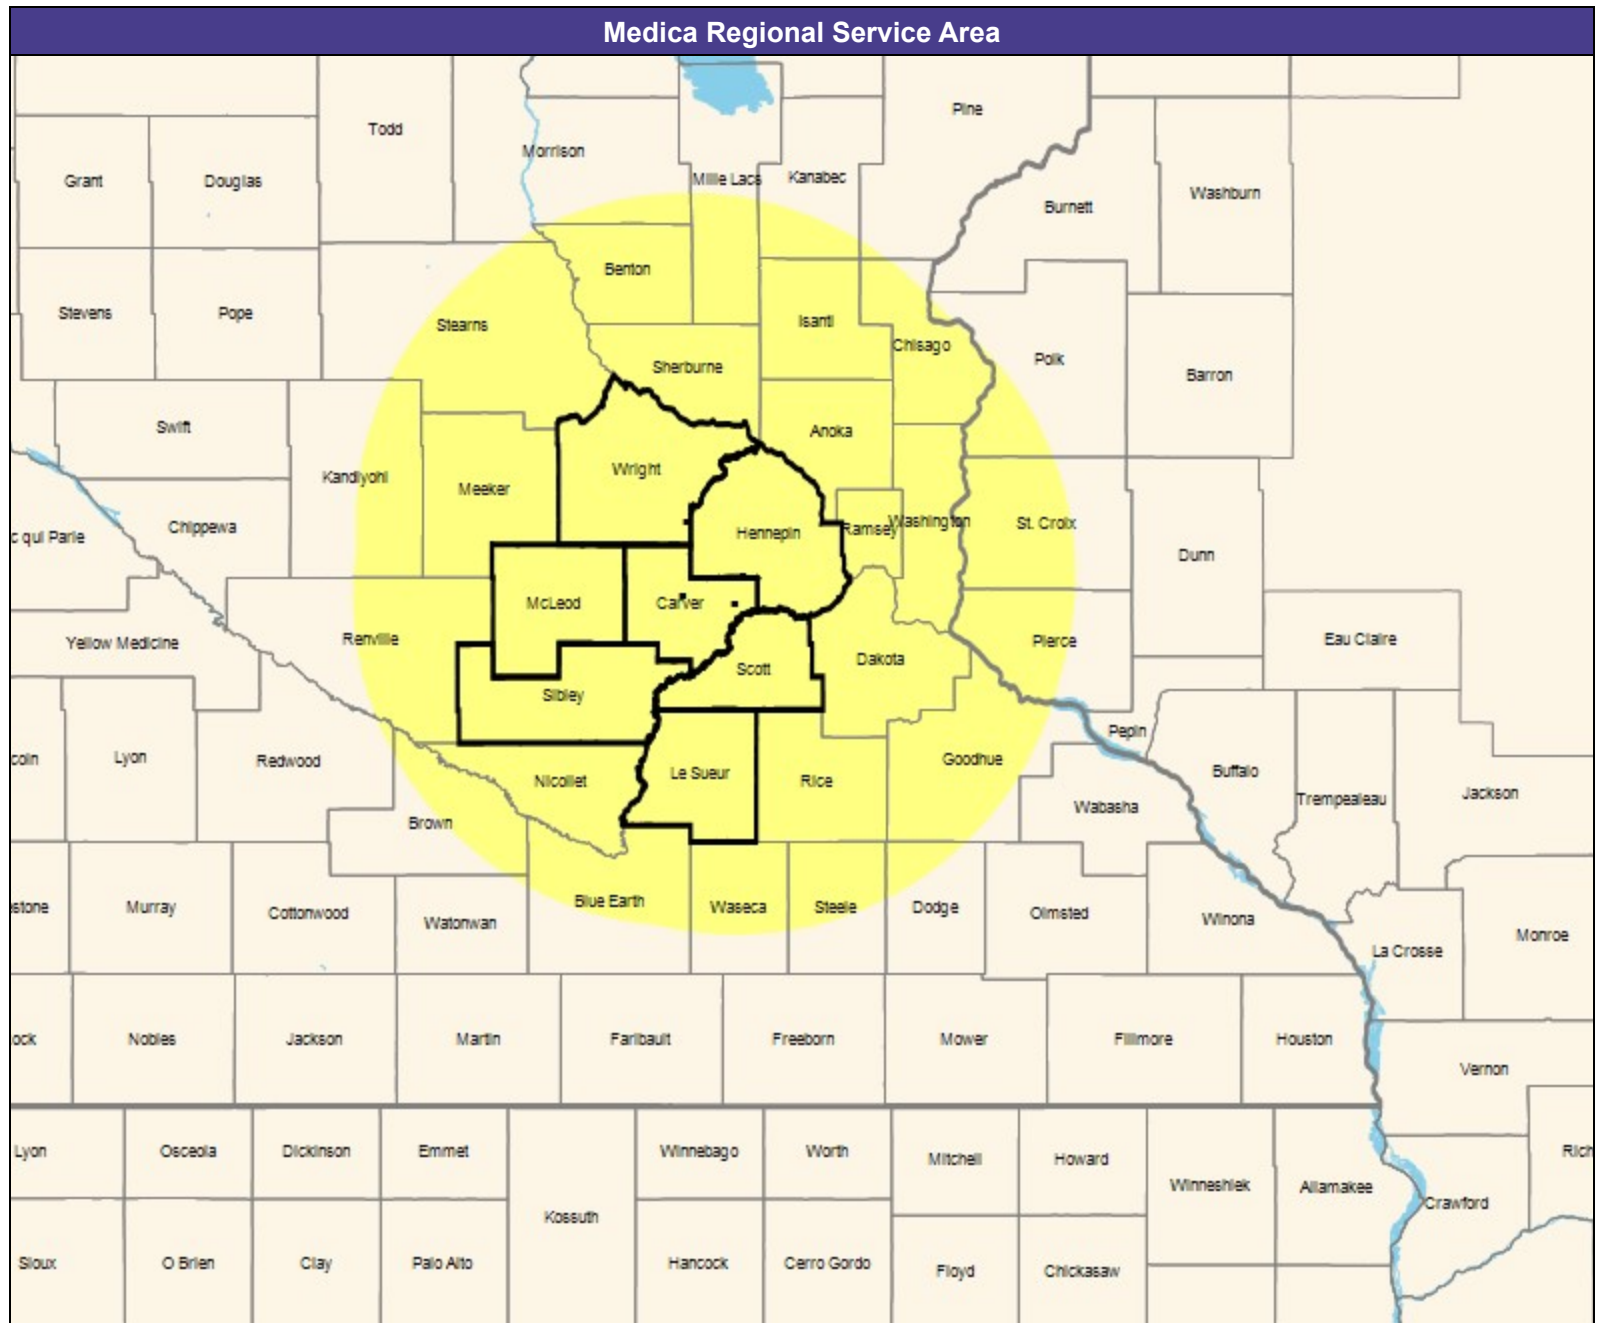 Medica Regional Service Area
Pine
Todd
Morrison
Grant
Douglas
Mille Lacs
Kanabec
Burnett
Washburn
Benton
Stevens
Pope
Stearns
Isanti
Chisago
Polk
Barron
Sherburne
Swift
Anoka
Kandiyohi
Meeker
Wright
Chippewa
Hennepin
Ramsey
Washington
St. Croix
c qui Parle
Dunn
McLeod
Carver
Renville
Yellow Medicine
Scott
Dakota
Pierce
Eau Claire
Sibley
coln
Lyon
Redwood
Nicollet
Le Sueur
Rice
Goodhue
Pepin
Buffalo
Trempealeau
Jackson
Wabasha
Brown
stone
Murray
Cottonwood
Watonwan
Blue Earth
Waseca
Steele
Dodge
Olmsted
Winona
La Crosse
Monroe
ock
Nobles
Jackson
Martin
Faribault
Freeborn
Mower
Fillmore
Houston
Vernon
Lyon
Osceola
Dickinson
Emmet
Winnebago
Worth
Mitchell
Howard
Winneshiek
Allamakee
Rich
Crawford
Kossuth
Sioux
O Brien
Clay
Palo Alto
Hancock
Cerro Gordo
Floyd
Chickasaw